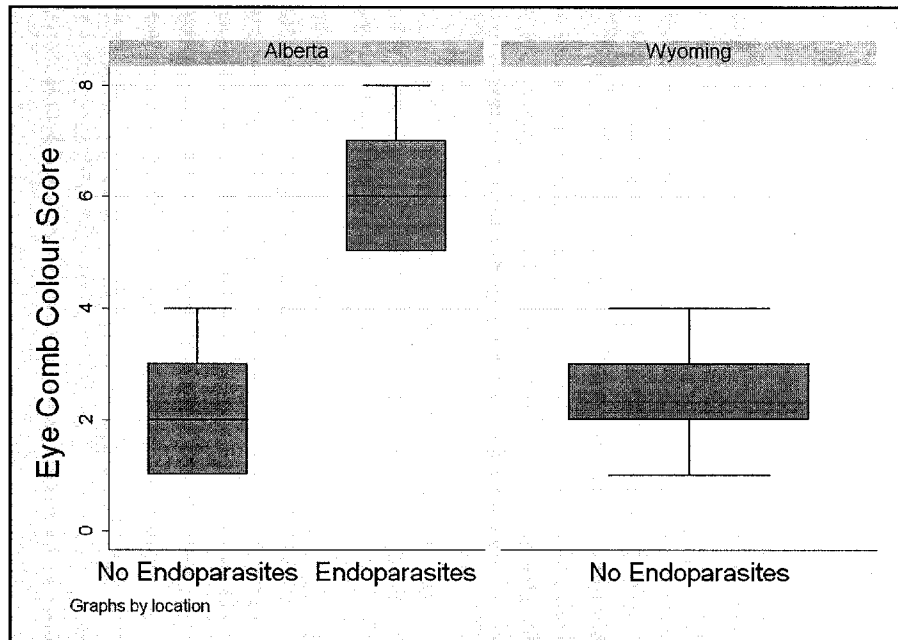 Alberta Wyoming
Eye Comb Colour Score
8
6
4
2
0
No Endoparasites Endoparasites No Endoparasites
Graphs by location